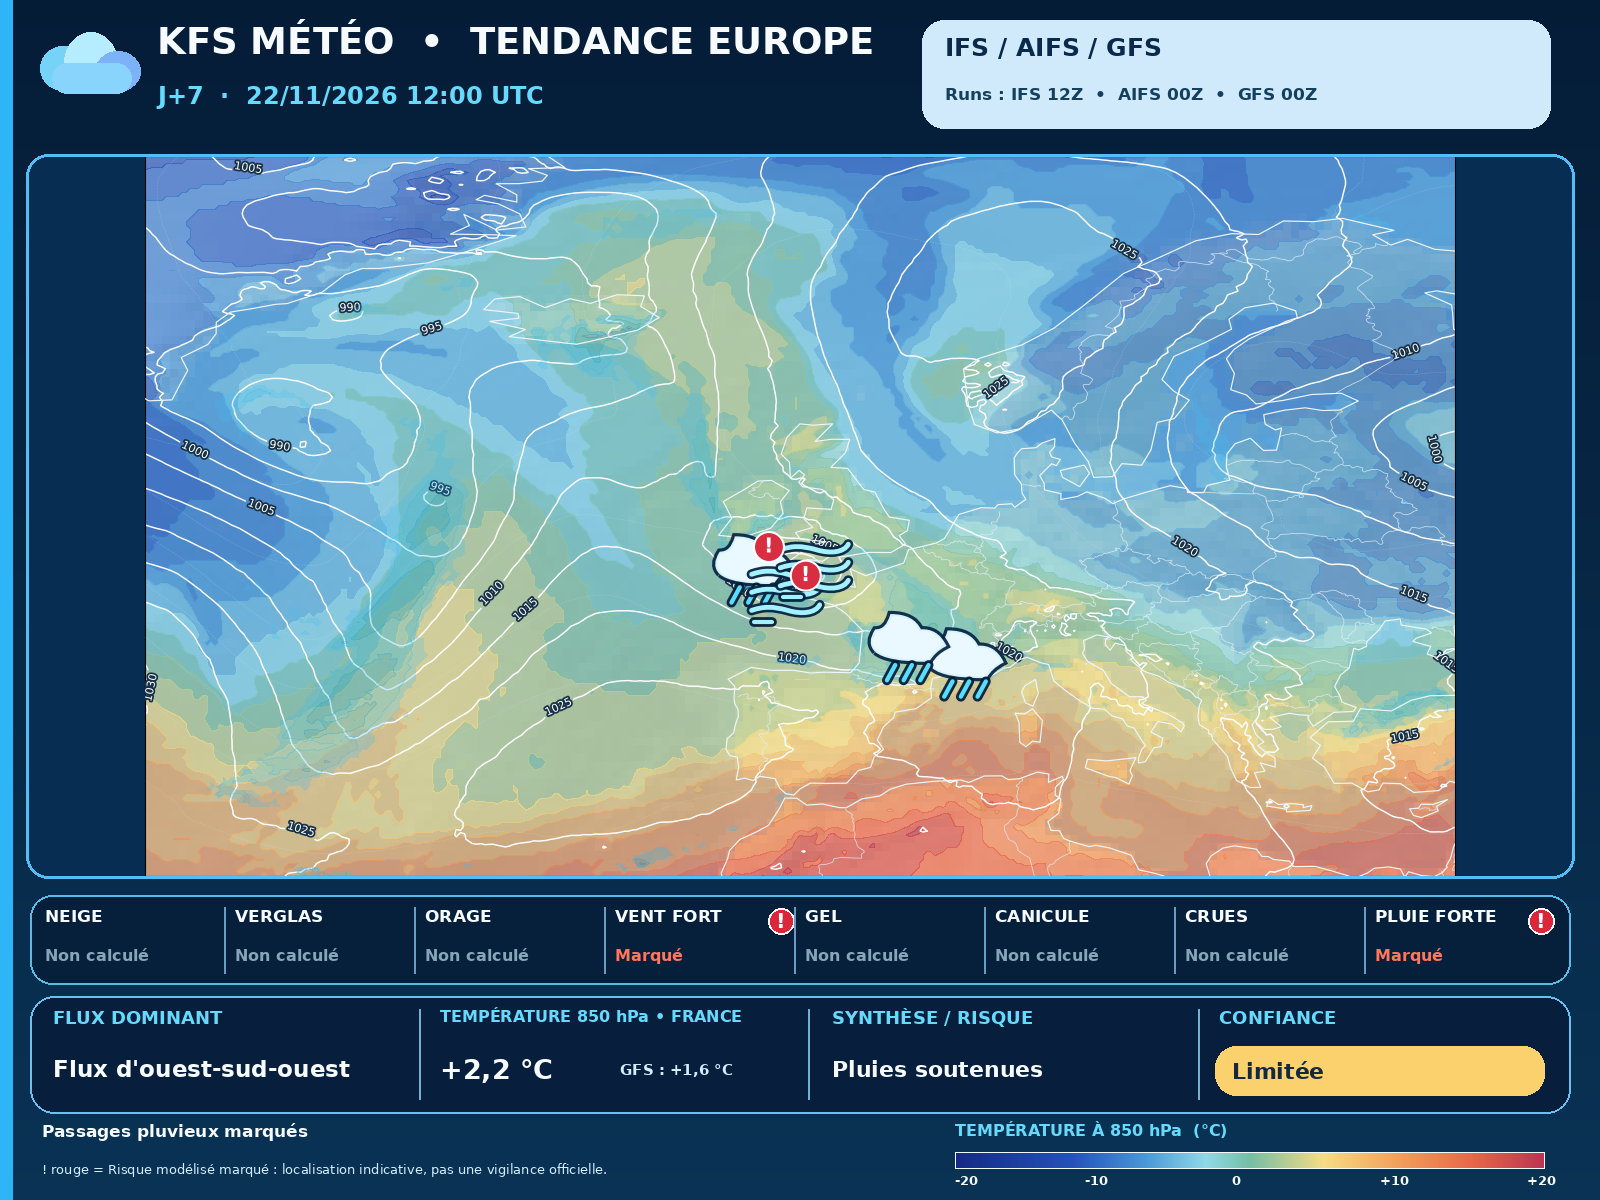 KFS MÉTÉO • TENDANCE EUROPE
J+7 · 22/11/2026 12:00 UTC
IFS / AIFS / GFS
Runs : IFS 12Z • AIFS 00Z • GFS 00Z
1005
1025
990
995
1010
1025
990
1000
1000
995
1005
1005
1005
1020
1010
1015
1015
1020
1020
1015
1030
1025
1015
1025
NEIGE
Non calculé
VERGLAS
Non calculé
ORAGE
Non calculé
VENT FORT !
Marqué
GEL
Non calculé
CANICULE
Non calculé
CRUES
Non calculé
PLUIE FORTE !
Marqué
FLUX DOMINANT
Flux d'ouest-sud-ouest
TEMPÉRATURE 850 hPa • FRANCE
+2,2 °C GFS : +1,6 °C
SYNTHÈSE / RISQUE
Pluies soutenues
CONFIANCE
Limitée
Passages pluvieux marqués
! rouge = Risque modélisé marqué : localisation indicative, pas une vigilance officielle.
TEMPÉRATURE À 850 hPa (°C)
-20 -10 0 +10 +20